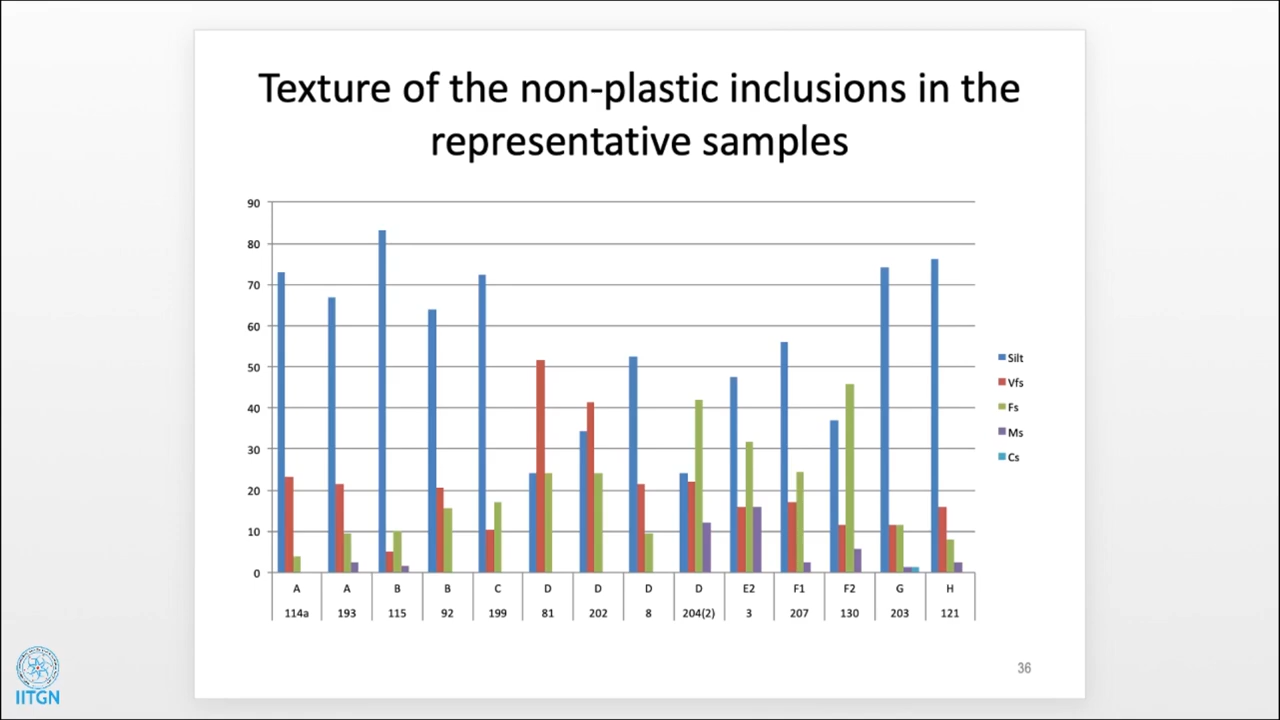 Texture of the non-plastic inclusions in the
representative samples
90
80
70
60
50
40
30
20
10
0
Silt
Vfs
Fs
Ms
Cs
A A B B C D D D D E2 F1 F2 G H
114a 193 115 92 199 81 202 8 204(2) 3 207 130 203 121
36
IITGN